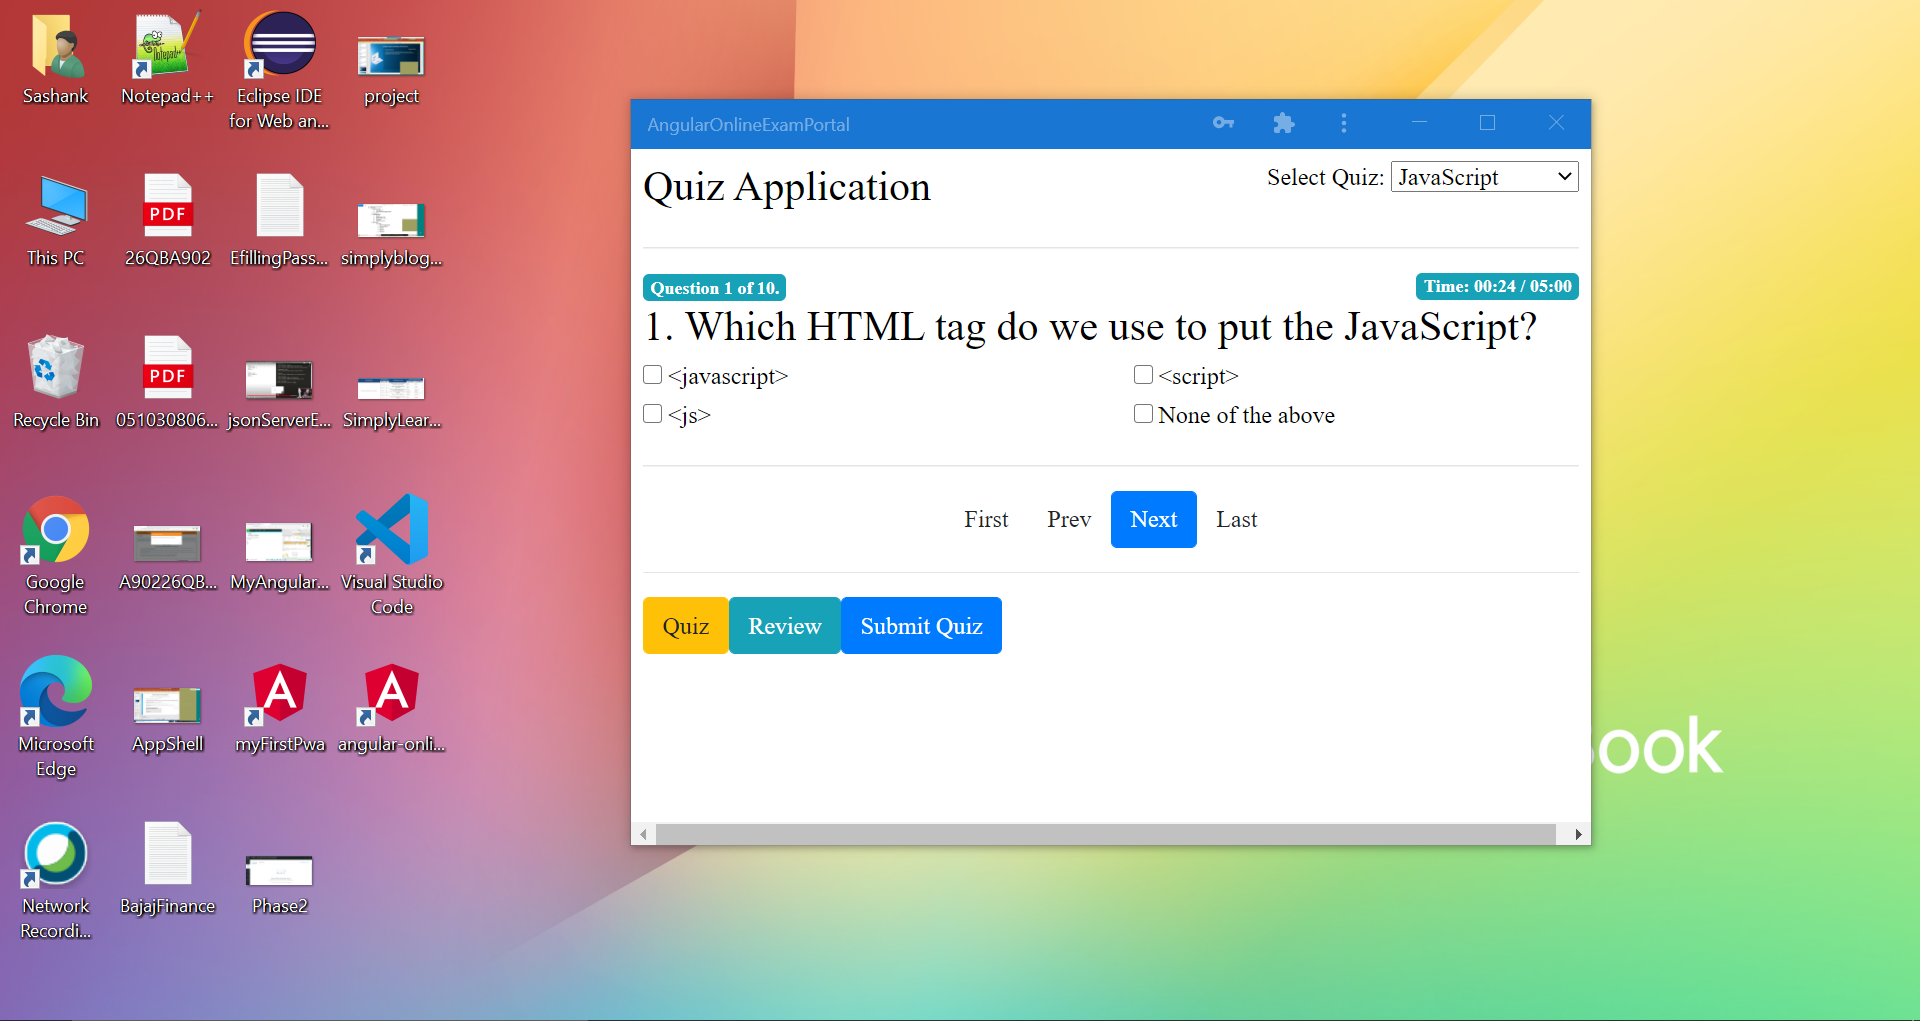 Sashank
Notepad++
Eclipse IDE
for Web an...
project
This PC
PDF
26QBA902
EfillingPass...
simplyblog...
Recycle Bin
PDF
051030806...
jsonServerE...
SimplyLear...
Google
Chrome
A90226QB...
MyAngular...
Visual Studio
Code
Microsoft
Edge
AppShell
myFirstPwa
angular-onli...
Network
Recordi...
BajajFinance
Phase2
AngularOnlineExamPortal
Quiz Application
Select Quiz: JavaScript
Question 1 of 10.
Time: 00:24 / 05:00
1. Which HTML tag do we use to put the JavaScript?
<javascript>
<script>
<js>
None of the above
First Prev Next Last
Quiz Review Submit Quiz
ook